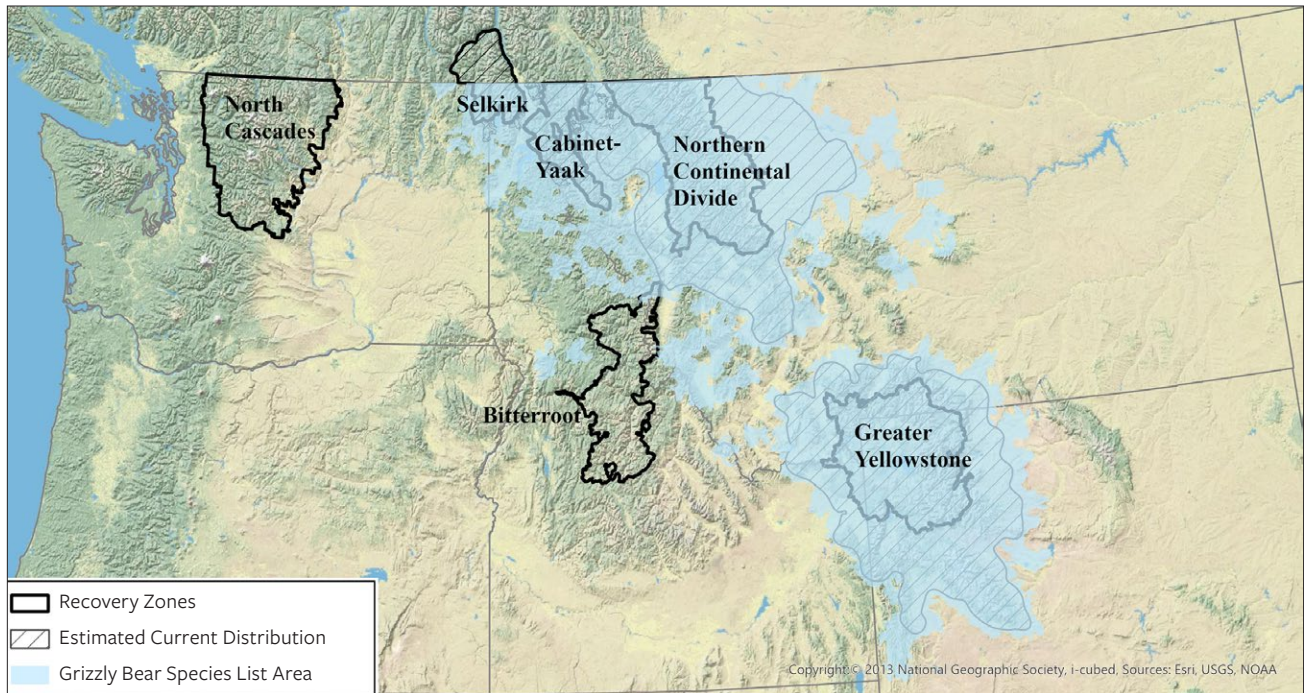 North
Cascades
Selkirk
Cabinet-
Yaak
Northern
Continental
Divide
Bitterroot
Greater
Yellowstone
Recovery Zones
Estimated Current Distribution
Grizzly Bear Species List Area
Copyright: © 2013 National Geographic Society, i-cubed, Sources: Esri, USGS, NOAA